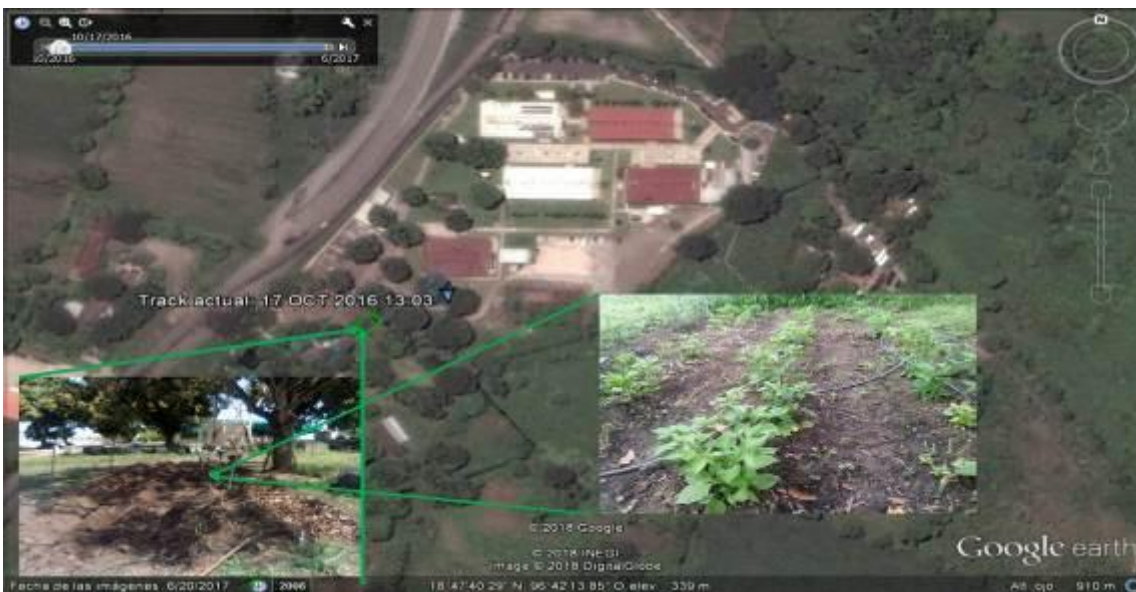 10/17/2016
10/2016
6/2017
N
Track actual: 17 OCT 2016 13:03
© 2018 Google
© 2018 INEGI
Image © 2018 DigitalGlobe
Google earth
Fecha de las imágenes: 6/20/2017
2006
18°47'40.29" N 96°42'13.85" O elev. 339 m
Alt. ojo 910 m